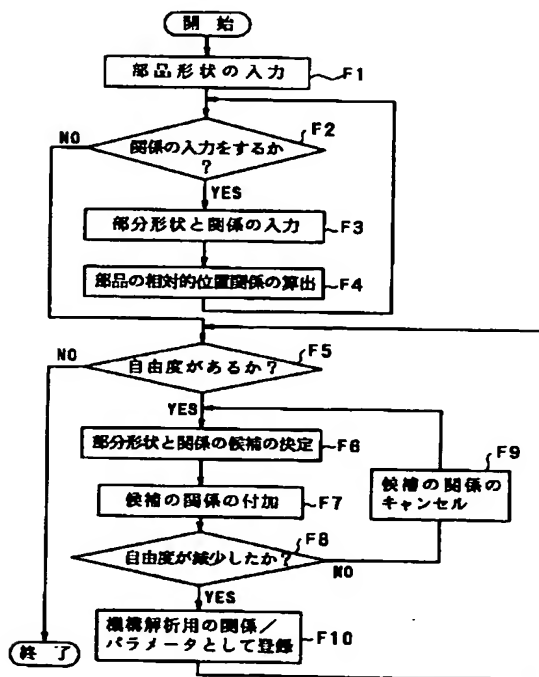 開 始
部品形状の入力
F1
NO
F2
関係の入力をするか
?
YES
部分形状と関係の入力
F3
部品の相対的位置関係の算出
F4
NO
F5
自由度があるか?
YES
部分形状と関係の候補の決定
F6
F9
候補の関係の
キャンセル
候補の関係の付加
F7
F8
自由度が減少したか?
NO
YES
機構解析用の関係/
パラメータとして登録
F10
終 了